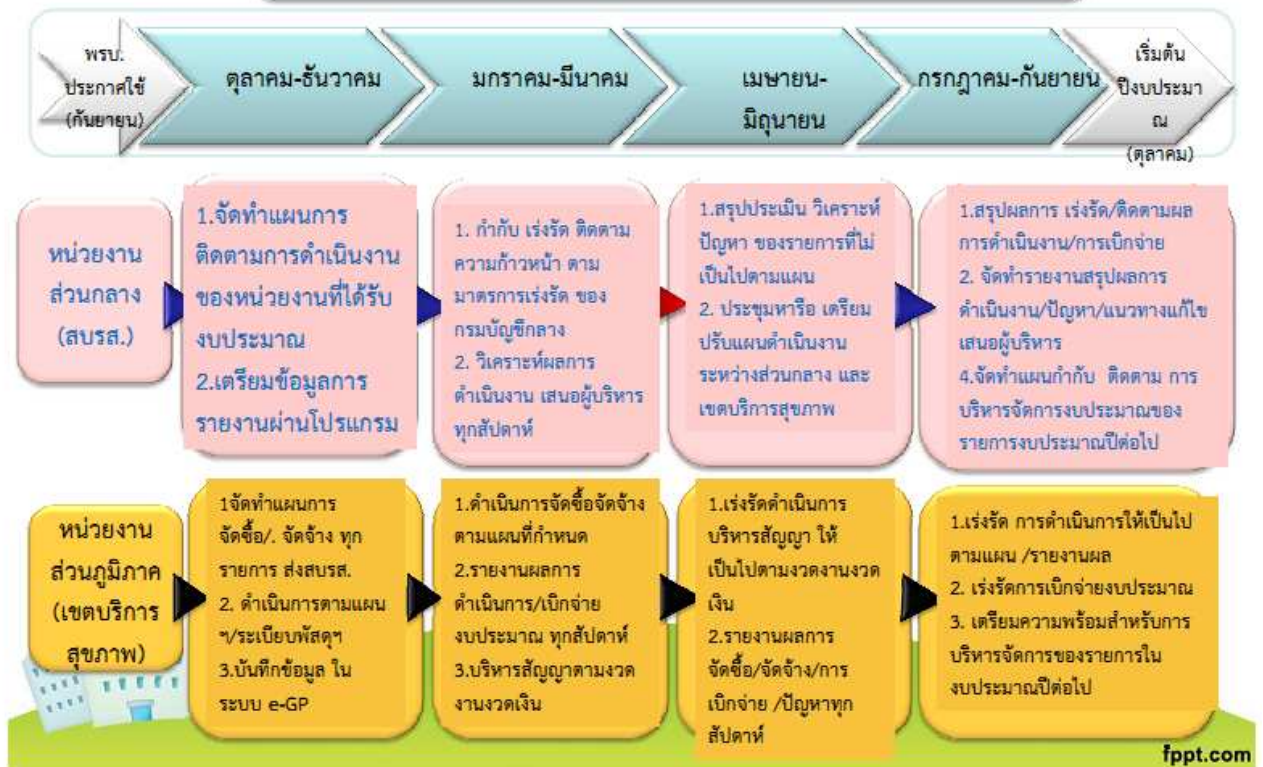 พรบ.
ประกาศใช้
(กันยายน)
ตุลาคม-ธันวาคม
มกราคม-มีนาคม
เมษายน-
มิถุนายน
กรกฎาคม-กันยายน
เริ่มต้น
ปีงบประมา
ณ
(ตุลาคม)
หน่วยงาน
ส่วนกลาง
(สบรส.)
1.จัดทำแผนการ
ติดตามการดำเนินงาน
ของหน่วยงานที่ได้รับ
งบประมาณ
2.เตรียมข้อมูลการ
รายงานผ่านโปรแกรม
1. กำกับ เร่งรัด ติดตาม
ความก้าวหน้า ตาม
มาตรการเร่งรัด ของ
กรมบัญชีกลาง
2. วิเคราะห์ผลการ
ดำเนินงาน เสนอผู้บริหาร
ทุกสัปดาห์
1.สรุปประเมิน วิเคราะห์
ปัญหา ของรายการที่ไม่
เป็นไปตามแผน
2. ประชุมหารือ เตรียม
ปรับแผนดำเนินงาน
ระหว่างส่วนกลาง และ
เขตบริการสุขภาพ
1.สรุปผลการ เร่งรัด/ติดตามผล
การดำเนินงาน/การเบิกจ่าย
2. จัดทำรายงานสรุปผลการ
ดำเนินงาน/ปัญหา/แนวทางแก้ไข
เสนอผู้บริหาร
4.จัดทำแผนกำกับ ติดตาม การ
บริหารจัดการงบประมาณของ
รายการงบประมาณปีต่อไป
หน่วยงาน
ส่วนภูมิภาค
(เขตบริการ
สุขภาพ)
1จัดทำแผนการ
จัดซื้อ/. จัดจ้าง ทุก
รายการ ส่งสบรส.
2. ดำเนินการตามแผน
ฯ/ระเบียบพัสดุฯ
3.บันทึกข้อมูล ใน
ระบบ e-GP
1.ดำเนินการจัดซื้อจัดจ้าง
ตามแผนที่กำหนด
2.รายงานผลการ
ดำเนินการ/เบิกจ่าย
งบประมาณ ทุกสัปดาห์
3.บริหารสัญญาตามงวด
งานงวดเงิน
1.เร่งรัดดำเนินการ
บริหารสัญญา ให้
เป็นไปตามงวดงานงวด
เงิน
2.รายงานผลการ
จัดซื้อ/จัดจ้าง/การ
เบิกจ่าย /ปัญหาทุก
สัปดาห์
1.เร่งรัด การดำเนินการให้เป็นไป
ตามแผน /รายงานผล
2. เร่งรัดการเบิกจ่ายงบประมาณ
3. เตรียมความพร้อมสำหรับการ
บริหารจัดการของรายการใน
งบประมาณปีต่อไป
fppt.com